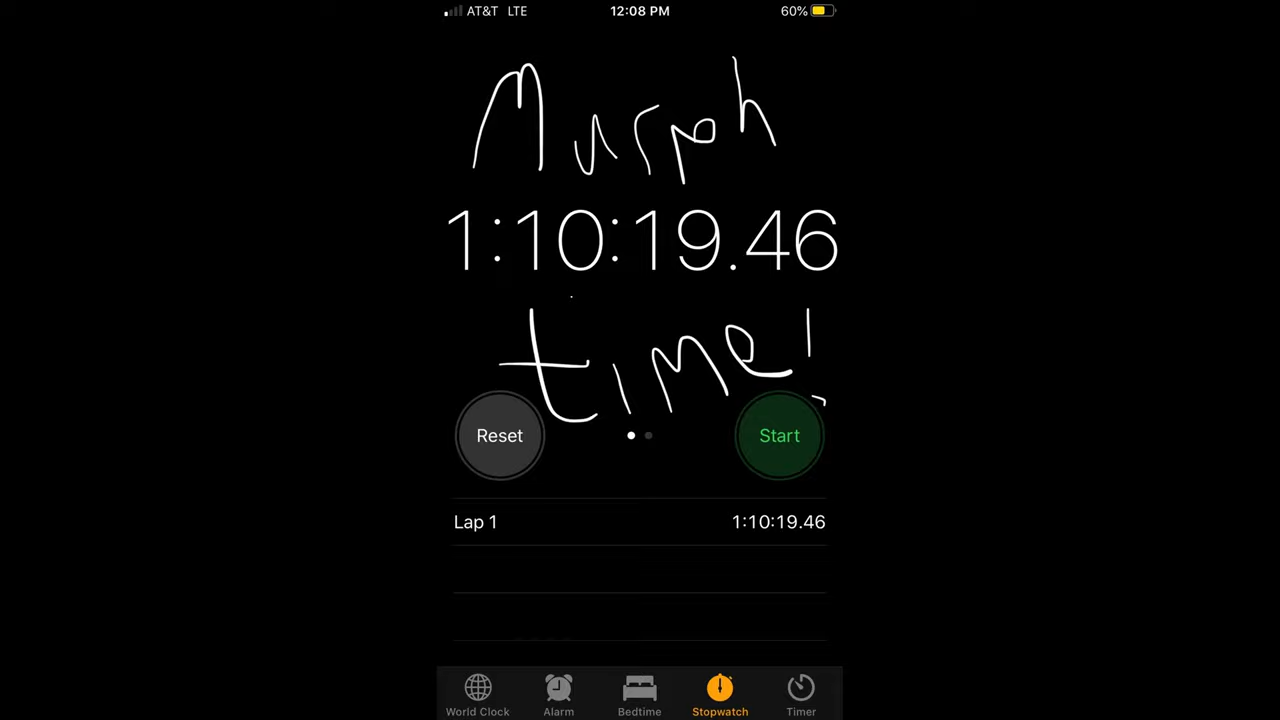 AT&T LTE 12:08 PM 60%
Murph
1:10:19.46
time!
Reset Start
Lap 1 1:10:19.46
World Clock Alarm Bedtime Stopwatch Timer